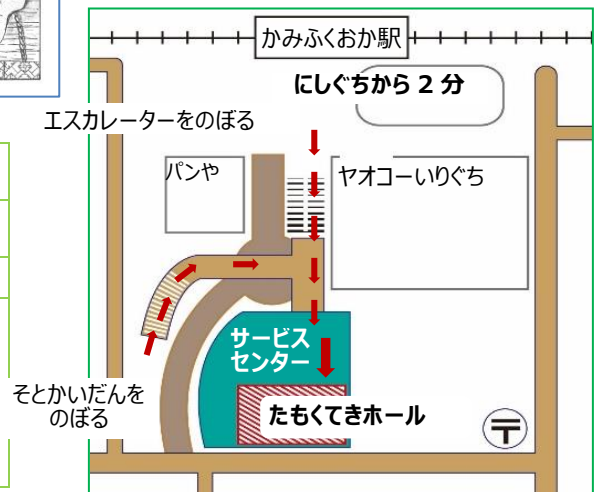 かみふくおか駅
にしぐちから 2 分
エスカレーターをのぼる
パンや
ヤオコーいりぐち
サービス
センター
そとかいだんを
のぼる
たもくてきホール
〒